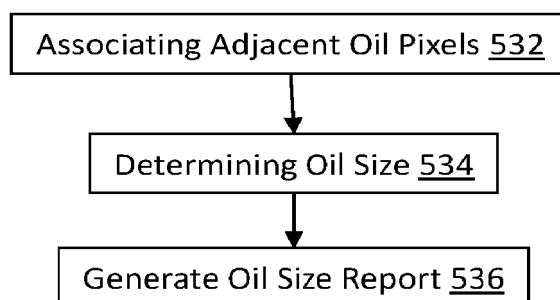 Associating Adjacent Oil Pixels 532
Determining Oil Size 534
Generate Oil Size Report 536